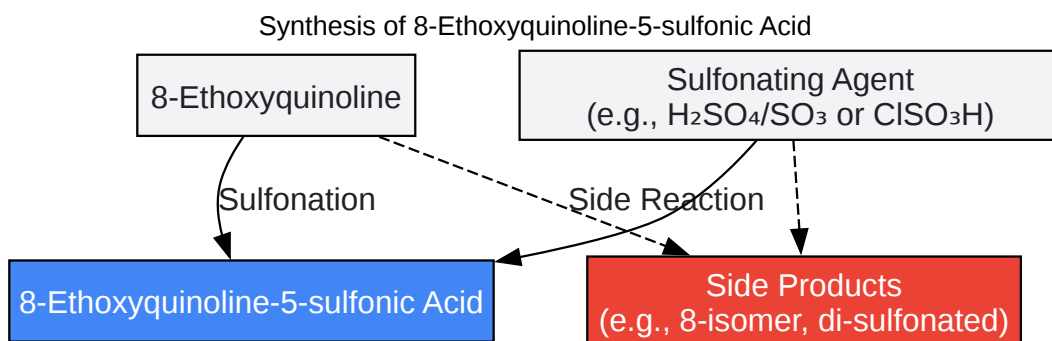 Synthesis of 8-Ethoxyquinoline-5-sulfonic Acid
8-Ethoxyquinoline
Sulfonating Agent
(e.g., H₂SO₄/SO₃ or ClSO₃H)
Sulfonation
Side Reaction
8-Ethoxyquinoline-5-sulfonic Acid
Side Products
(e.g., 8-isomer, di-sulfonated)